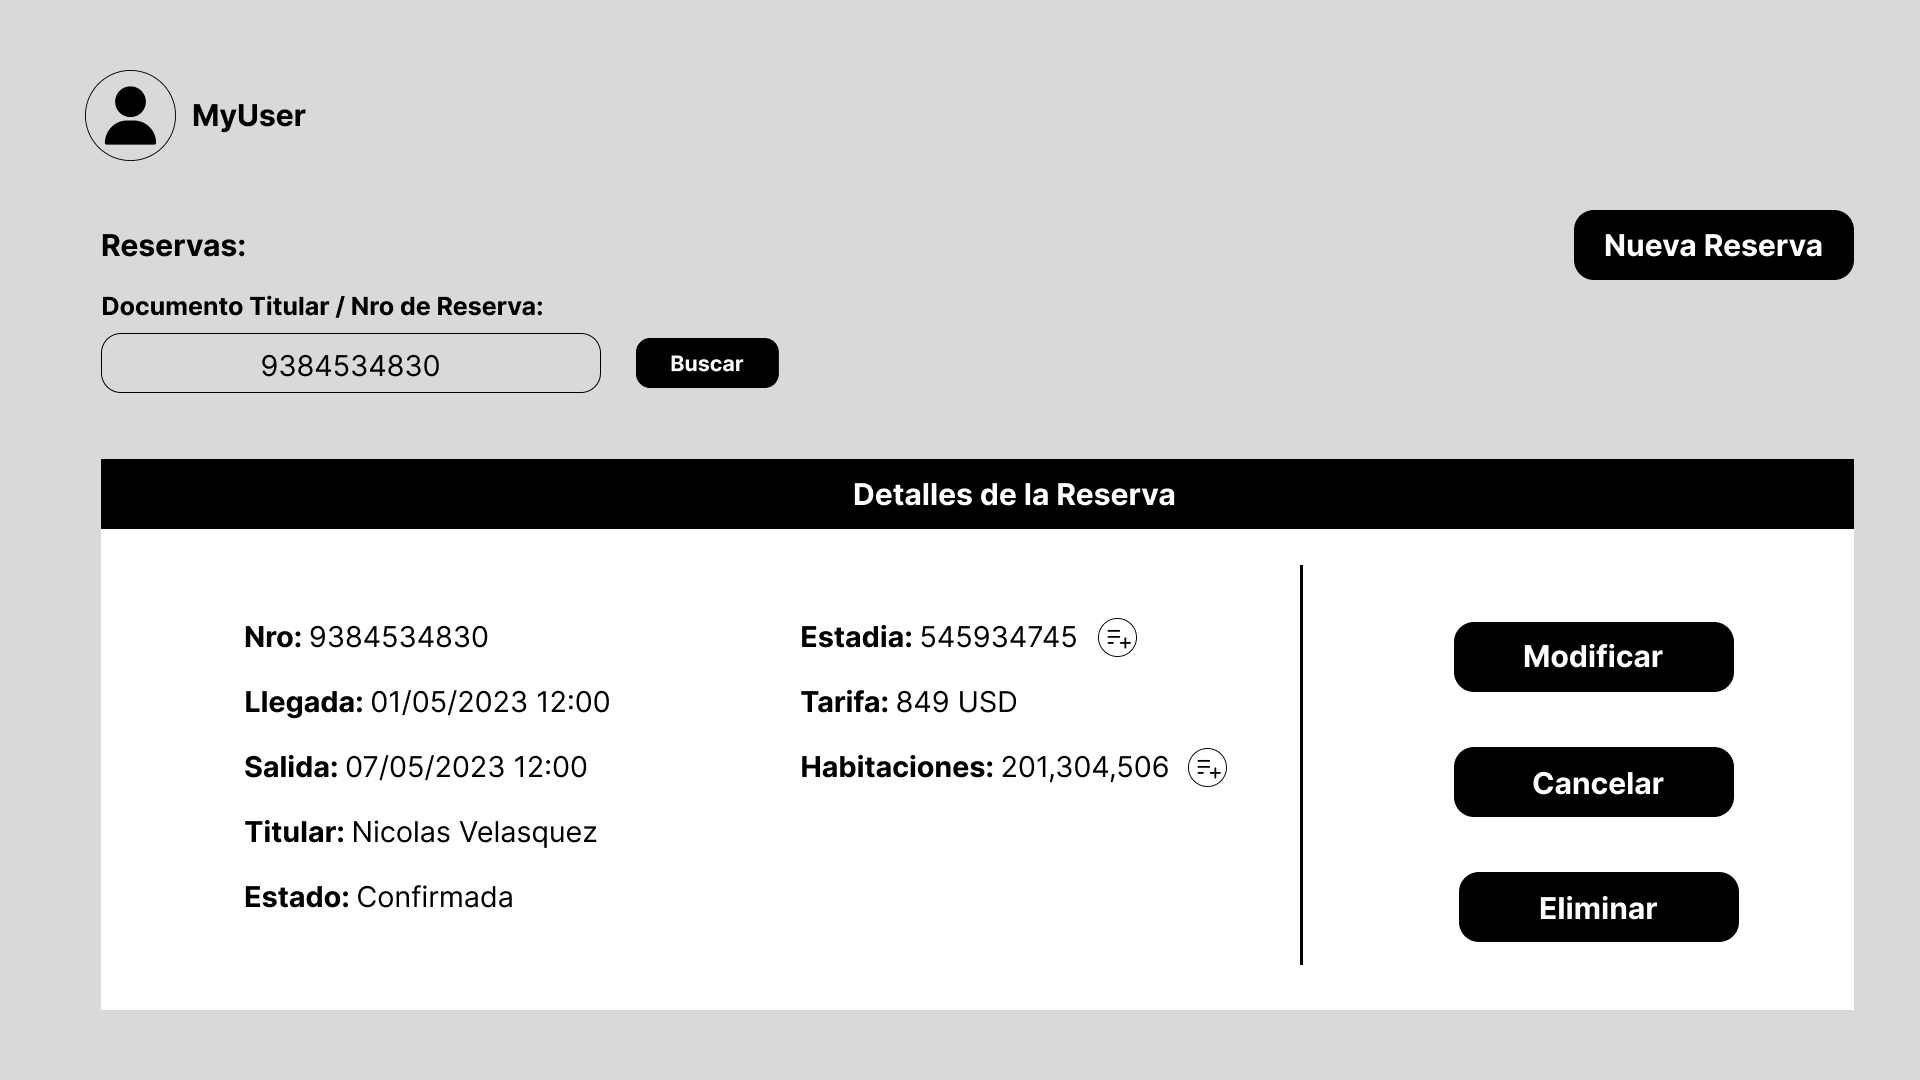 MyUser
Reservas:
Nueva Reserva
Documento Titular / Nro de Reserva:
9384534830
Buscar
Detalles de la Reserva
Nro: 9384534830
Llegada: 01/05/2023 12:00
Salida: 07/05/2023 12:00
Titular: Nicolas Velasquez
Estado: Confirmada
Estadia: 545934745
Tarifa: 849 USD
Habitaciones: 201,304,506
Modificar
Cancelar
Eliminar